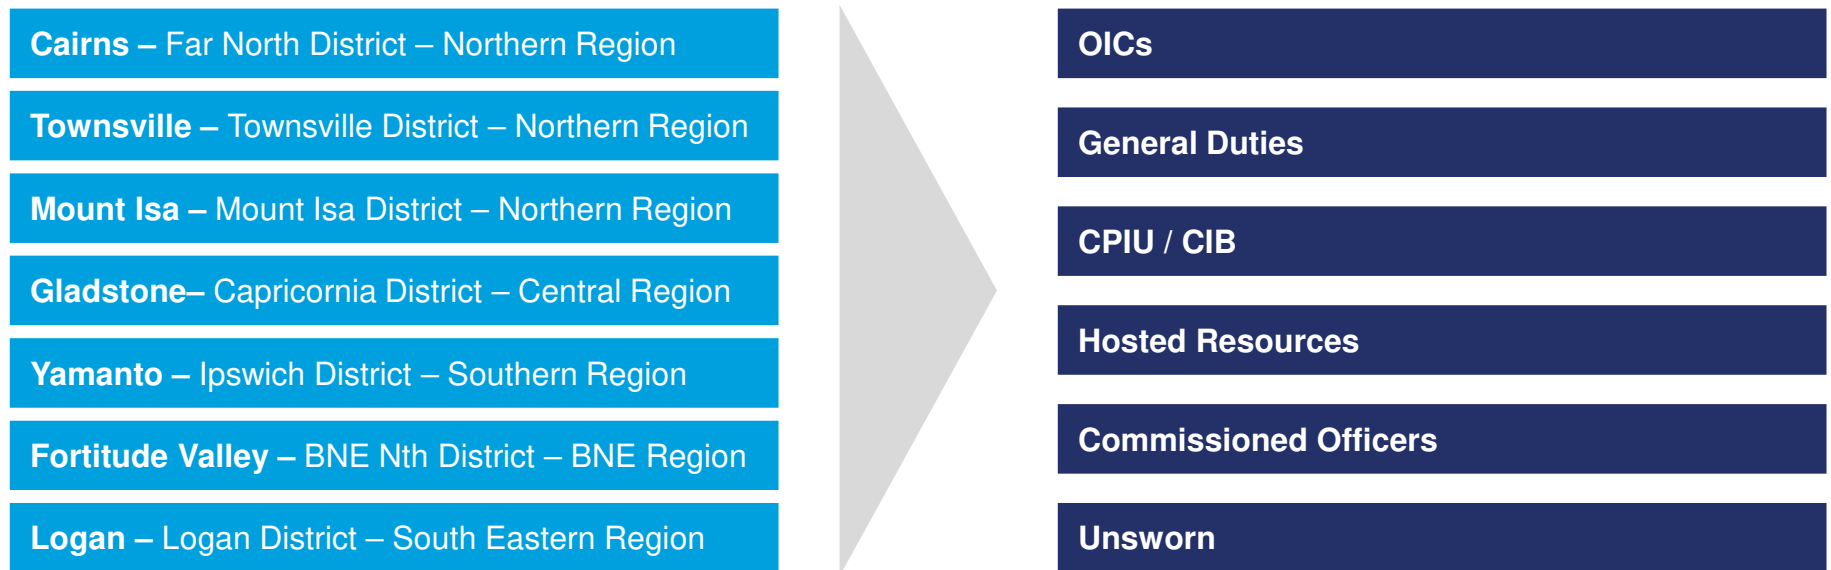 Cairns – Far North District – Northern Region
Townsville – Townsville District – Northern Region
Mount Isa – Mount Isa District – Northern Region
Gladstone– Capricornia District – Central Region
Yamanto – Ipswich District – Southern Region
Fortitude Valley – BNE Nth District – BNE Region
Logan – Logan District – South Eastern Region
OICs
General Duties
CPIU / CIB
Hosted Resources
Commissioned Officers
Unsworn